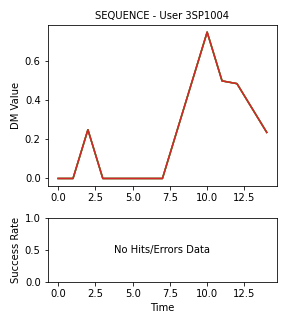 SEQUENCE - User 3SP1004
DM Value
0.6
0.4
0.2
0.0
0.0 2.5 5.0 7.5 10.0 12.5
Success Rate
1.0
0.5
0.0
No Hits/Errors Data
0.0 2.5 5.0 7.5 10.0 12.5
Time